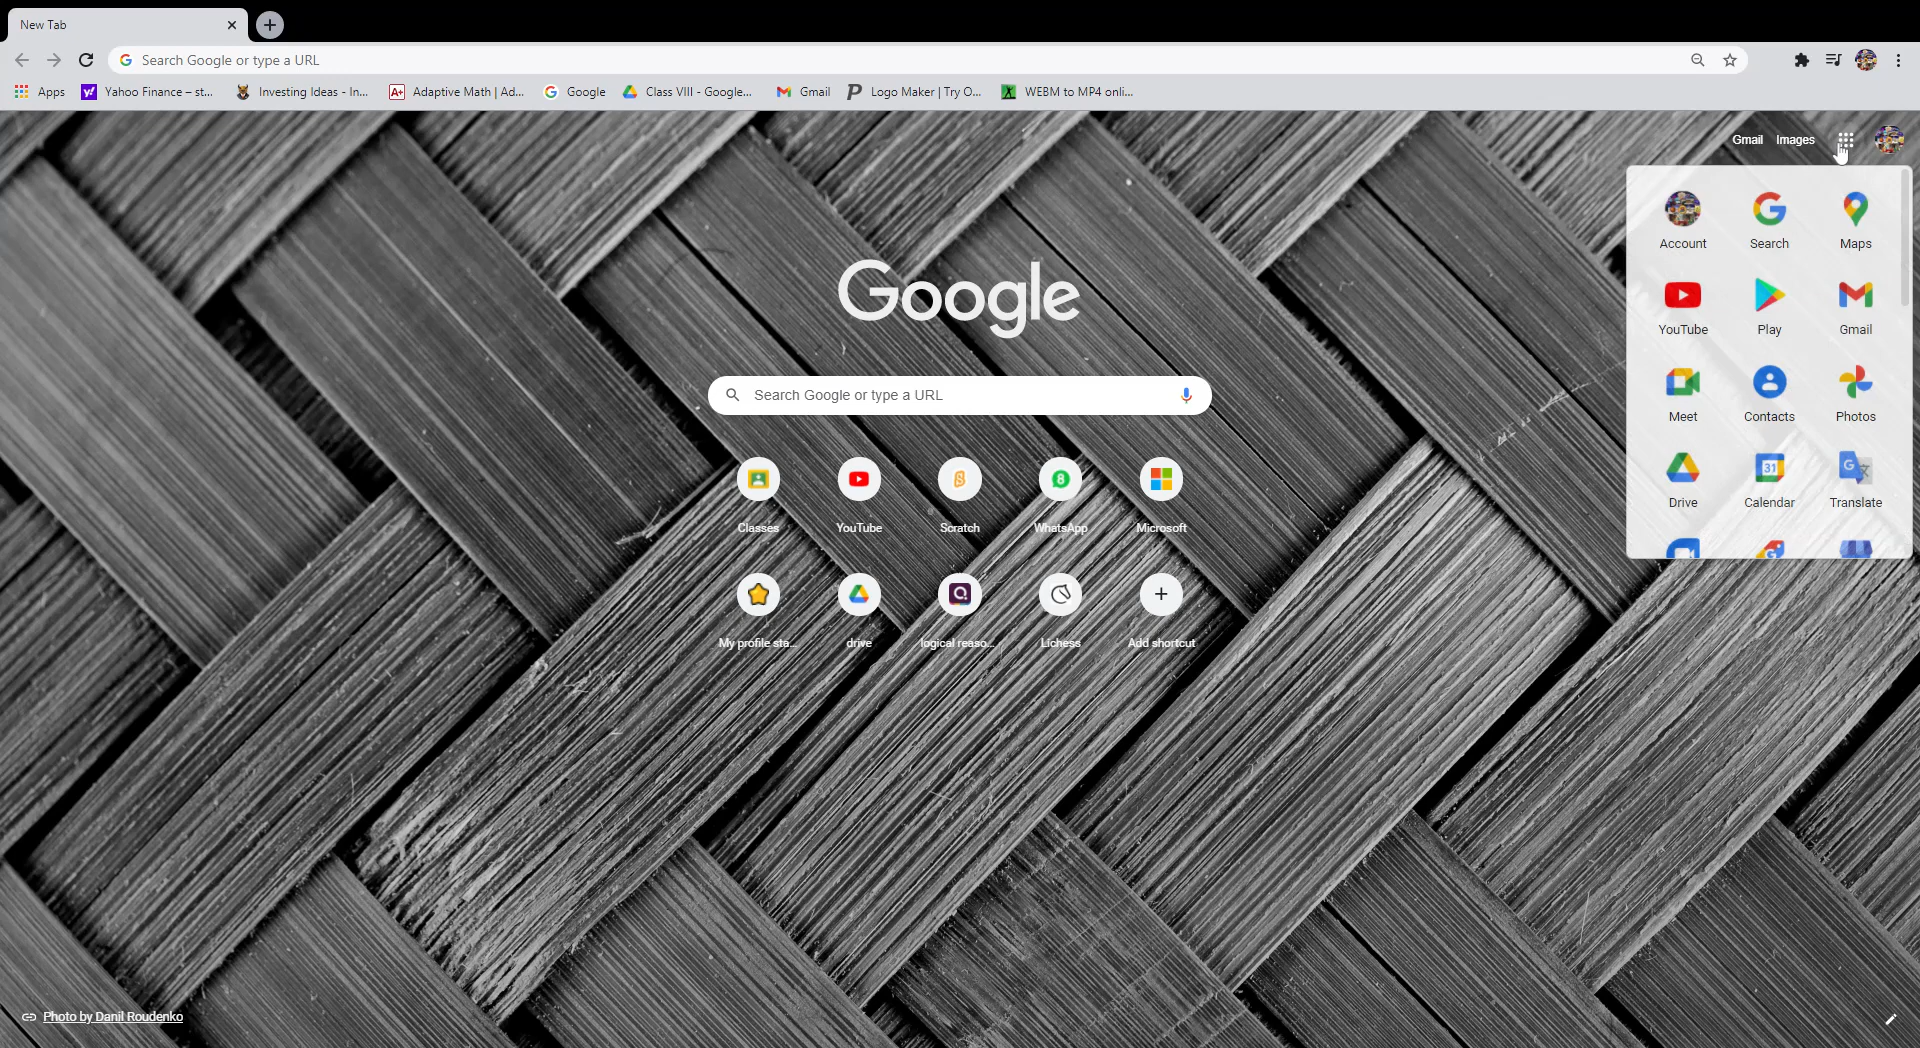 New Tab
Search Google or type a URL
Apps Yahoo Finance – st... Investing Ideas - In... A+ Adaptive Math | Ad... Google Class VIII - Google... Gmail Logo Maker | Try O... WEBM to MP4 onli...
Gmail Images
Account Search Maps
YouTube Play Gmail
Meet Contacts Photos
31
Drive Calendar Translate
Google
Search Google or type a URL
Classes YouTube Scratch WhatsApp Microsoft
My profile sta... drive logical reaso... Lichess Add shortcut
Photo by Danil Roudenko